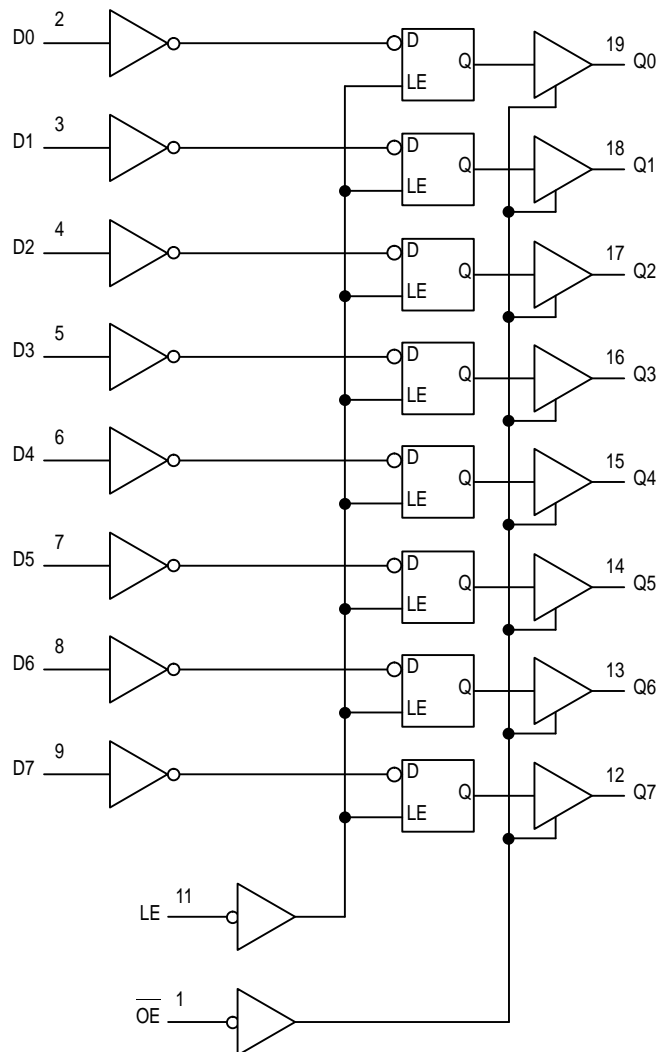 D0 2 D Q LE 19 Q0
D1 3 D Q LE 18 Q1
D2 4 D Q LE 17 Q2
D3 5 D Q LE 16 Q3
D4 6 D Q LE 15 Q4
D5 7 D Q LE 14 Q5
D6 8 D Q LE 13 Q6
D7 9 D Q LE 12 Q7
LE 11
O̅E̅ 1